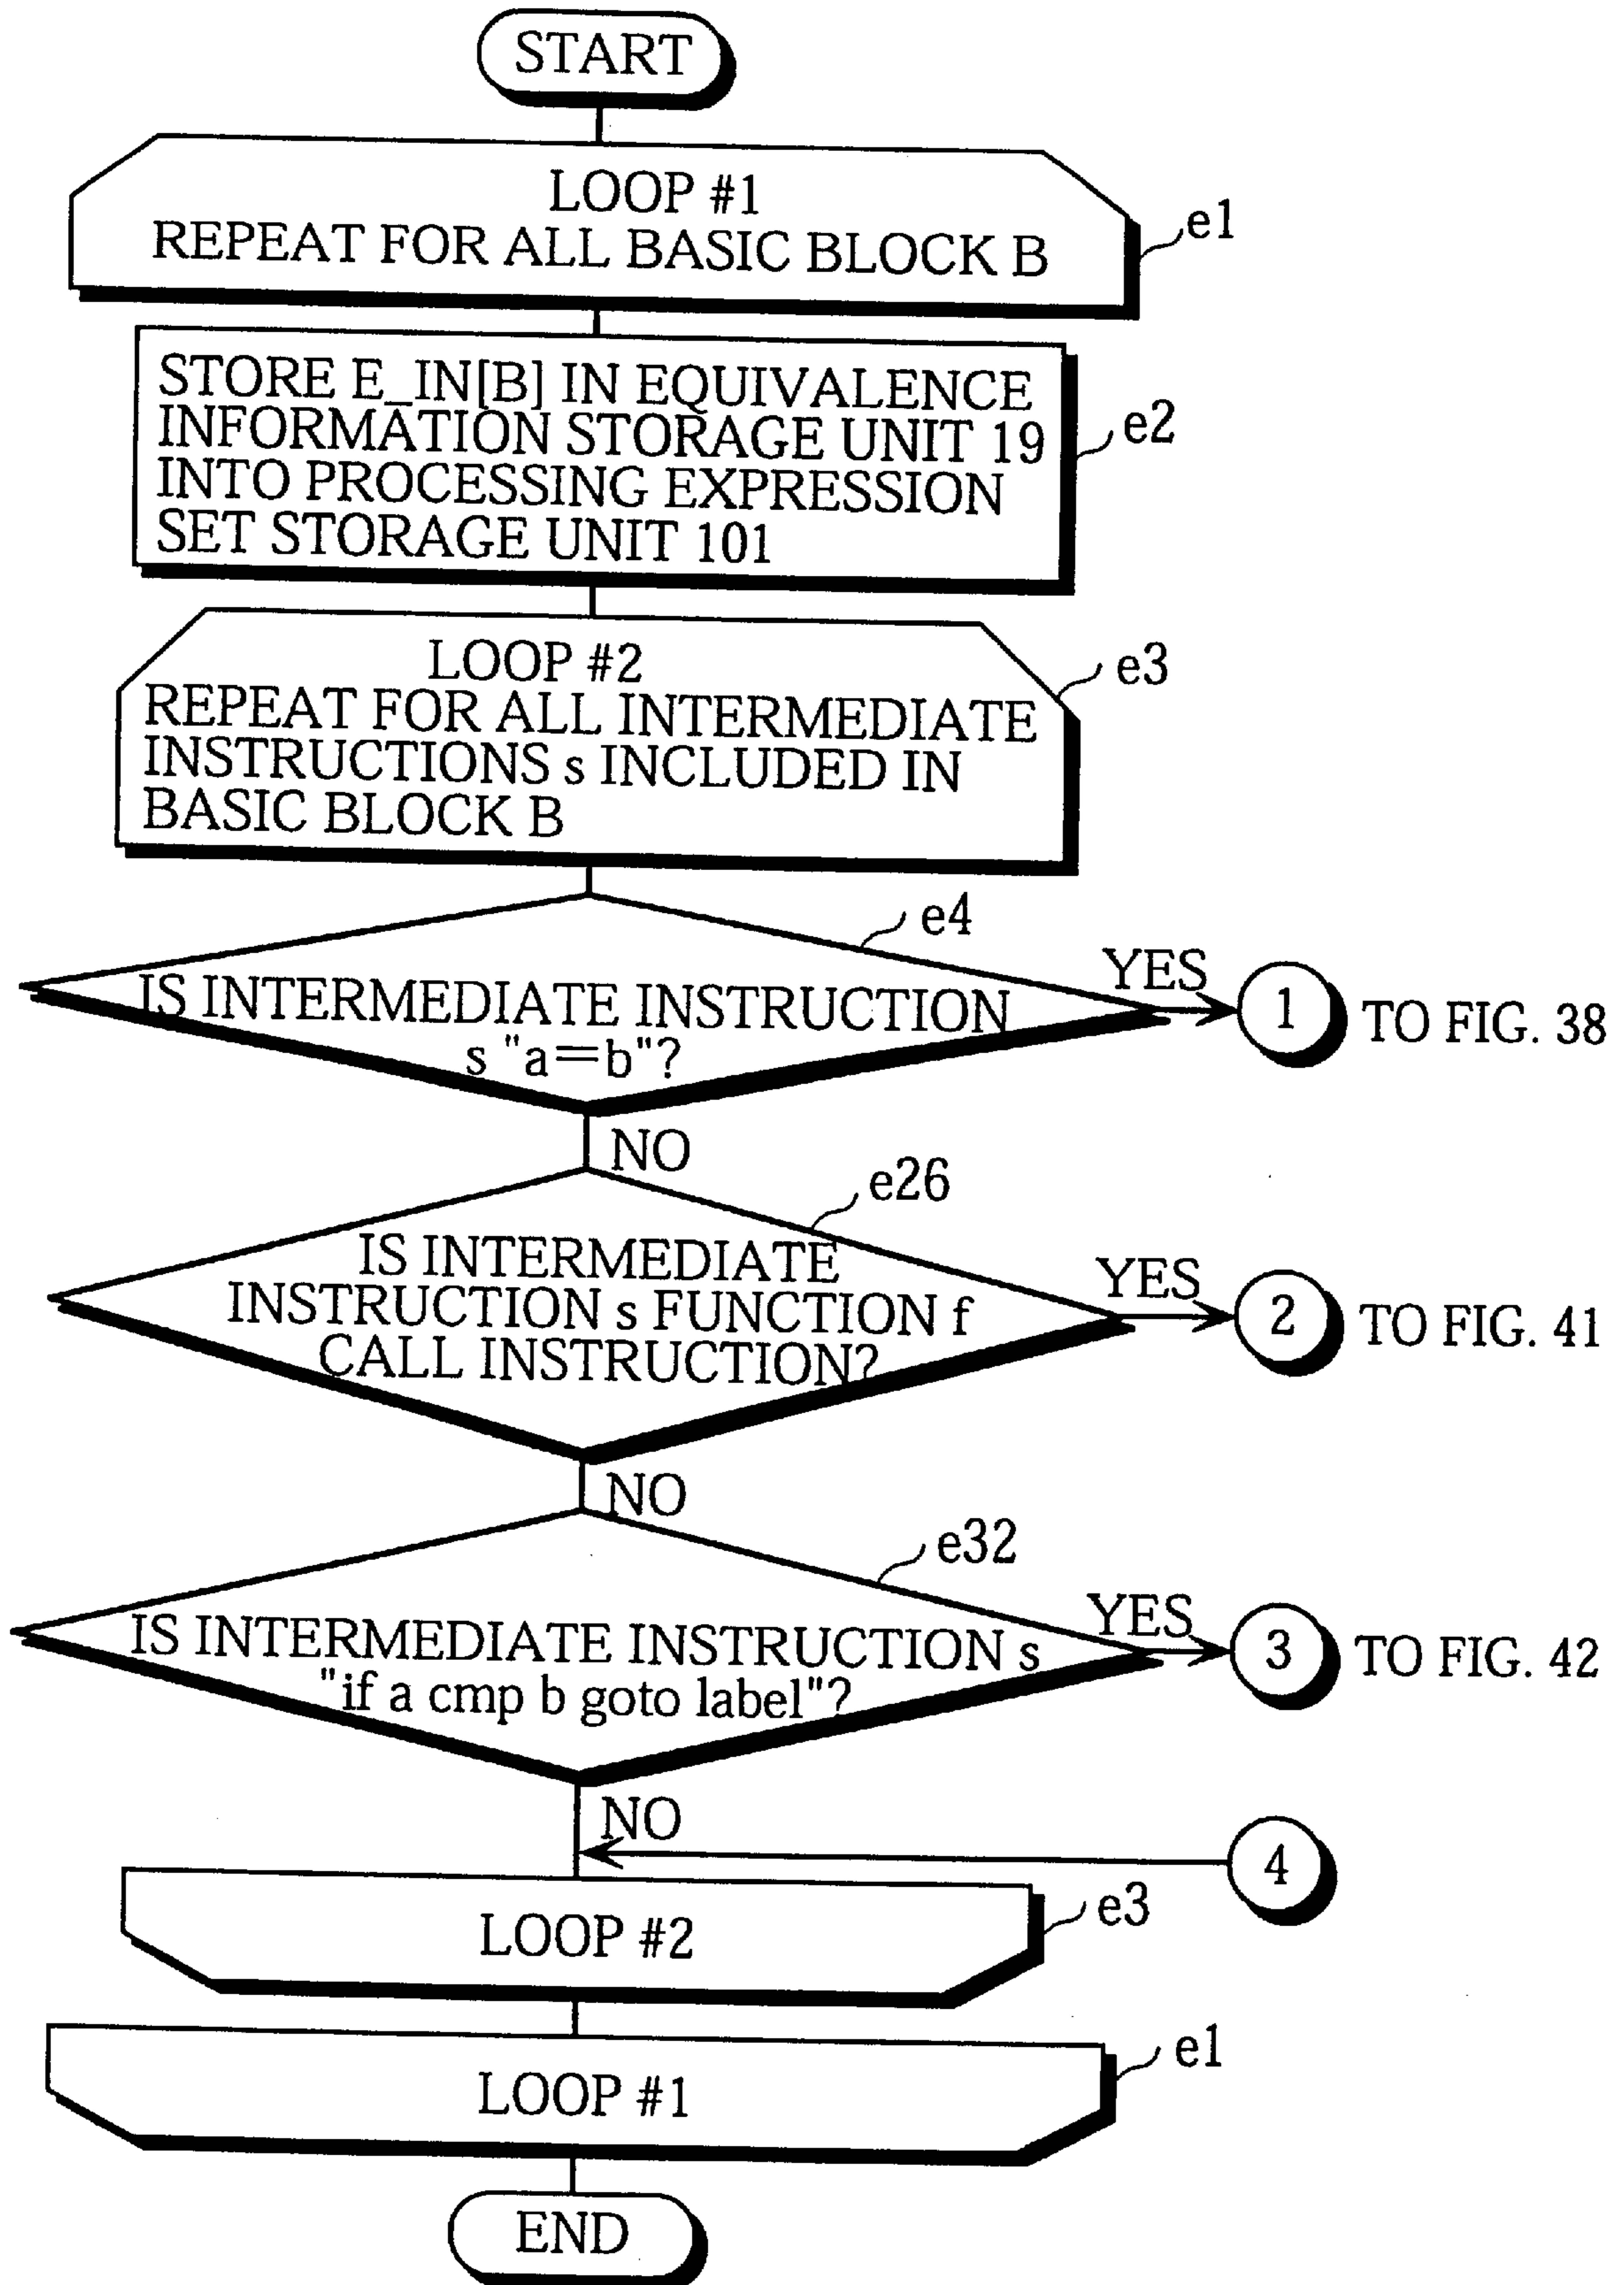 START
LOOP #1
REPEAT FOR ALL BASIC BLOCK B
e1
STORE E_IN[B] IN EQUIVALENCE
INFORMATION STORAGE UNIT 19
INTO PROCESSING EXPRESSION
SET STORAGE UNIT 101
e2
LOOP #2
REPEAT FOR ALL INTERMEDIATE
INSTRUCTIONS s INCLUDED IN
BASIC BLOCK B
e3
e4
IS INTERMEDIATE INSTRUCTION
s "a=b"?
YES
1
TO FIG. 38
NO
e26
IS INTERMEDIATE
INSTRUCTION s FUNCTION f
CALL INSTRUCTION?
YES
2
TO FIG. 41
NO
e32
IS INTERMEDIATE INSTRUCTION s
"if a cmp b goto label"?
YES
3
TO FIG. 42
NO
4
LOOP #2
e3
LOOP #1
e1
END